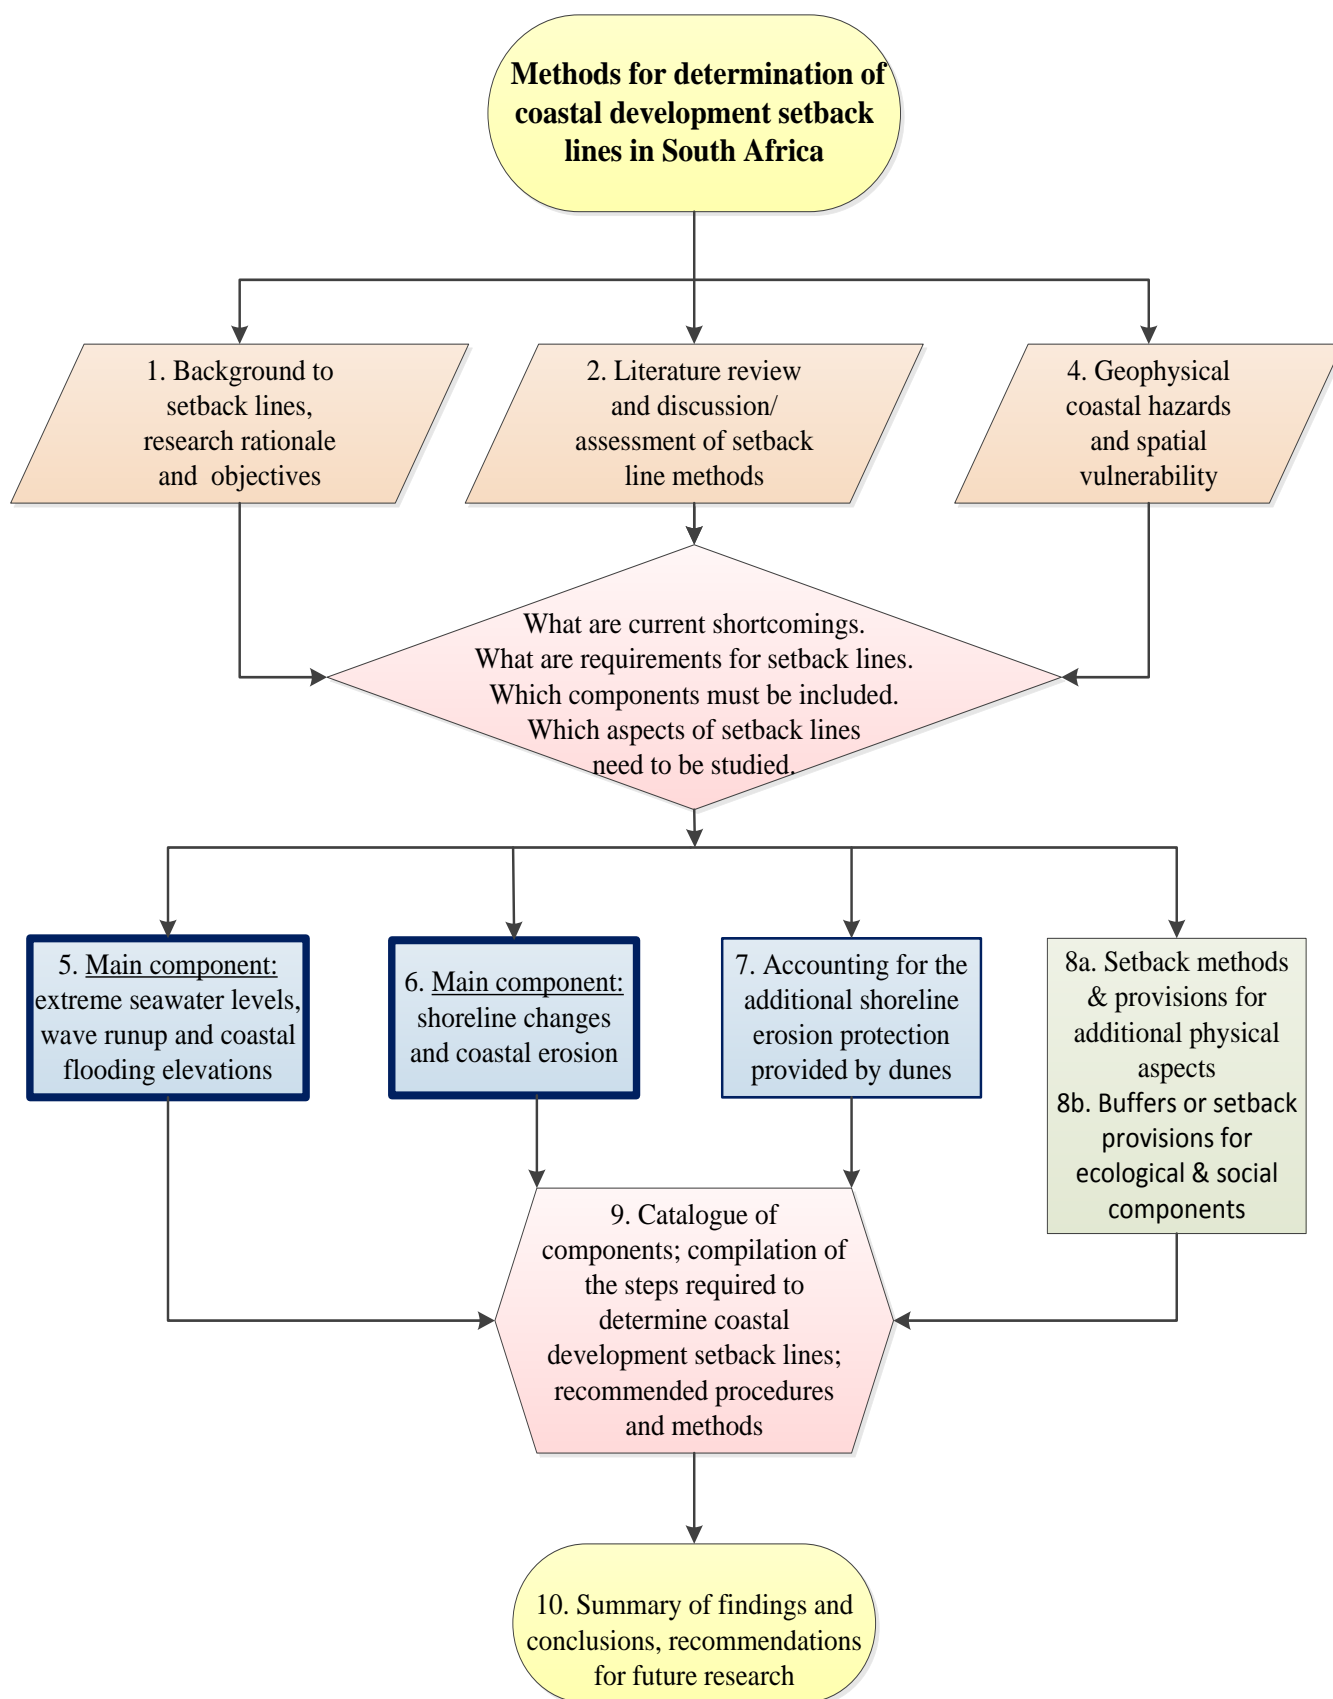 Methods for determination of
coastal development setback
lines in South Africa
1. Background to
setback lines,
research rationale
and objectives
2. Literature review
and discussion/
assessment of setback
line methods
4. Geophysical
coastal hazards
and spatial
vulnerability
What are current shortcomings.
What are requirements for setback lines.
Which components must be included.
Which aspects of setback lines
need to be studied.
5. Main component:
extreme seawater levels,
wave runup and coastal
flooding elevations
6. Main component:
shoreline changes
and coastal erosion
7. Accounting for the
additional shoreline
erosion protection
provided by dunes
8a. Setback methods
& provisions for
additional physical
aspects
8b. Buffers or setback
provisions for
ecological & social
components
9. Catalogue of
components; compilation of
the steps required to
determine coastal
development setback lines;
recommended procedures
and methods
10. Summary of findings and
conclusions, recommendations
for future research